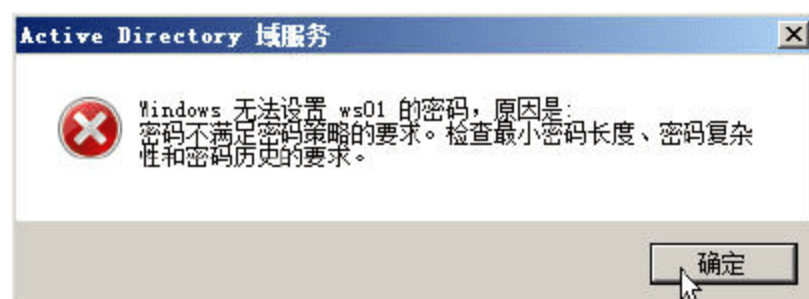 Active Directory 域服务
Windows 无法设置 ws01 的密码，原因是:
密码不满足密码策略的要求。检查最小密码长度、密码复杂
性和密码历史的要求。
确定